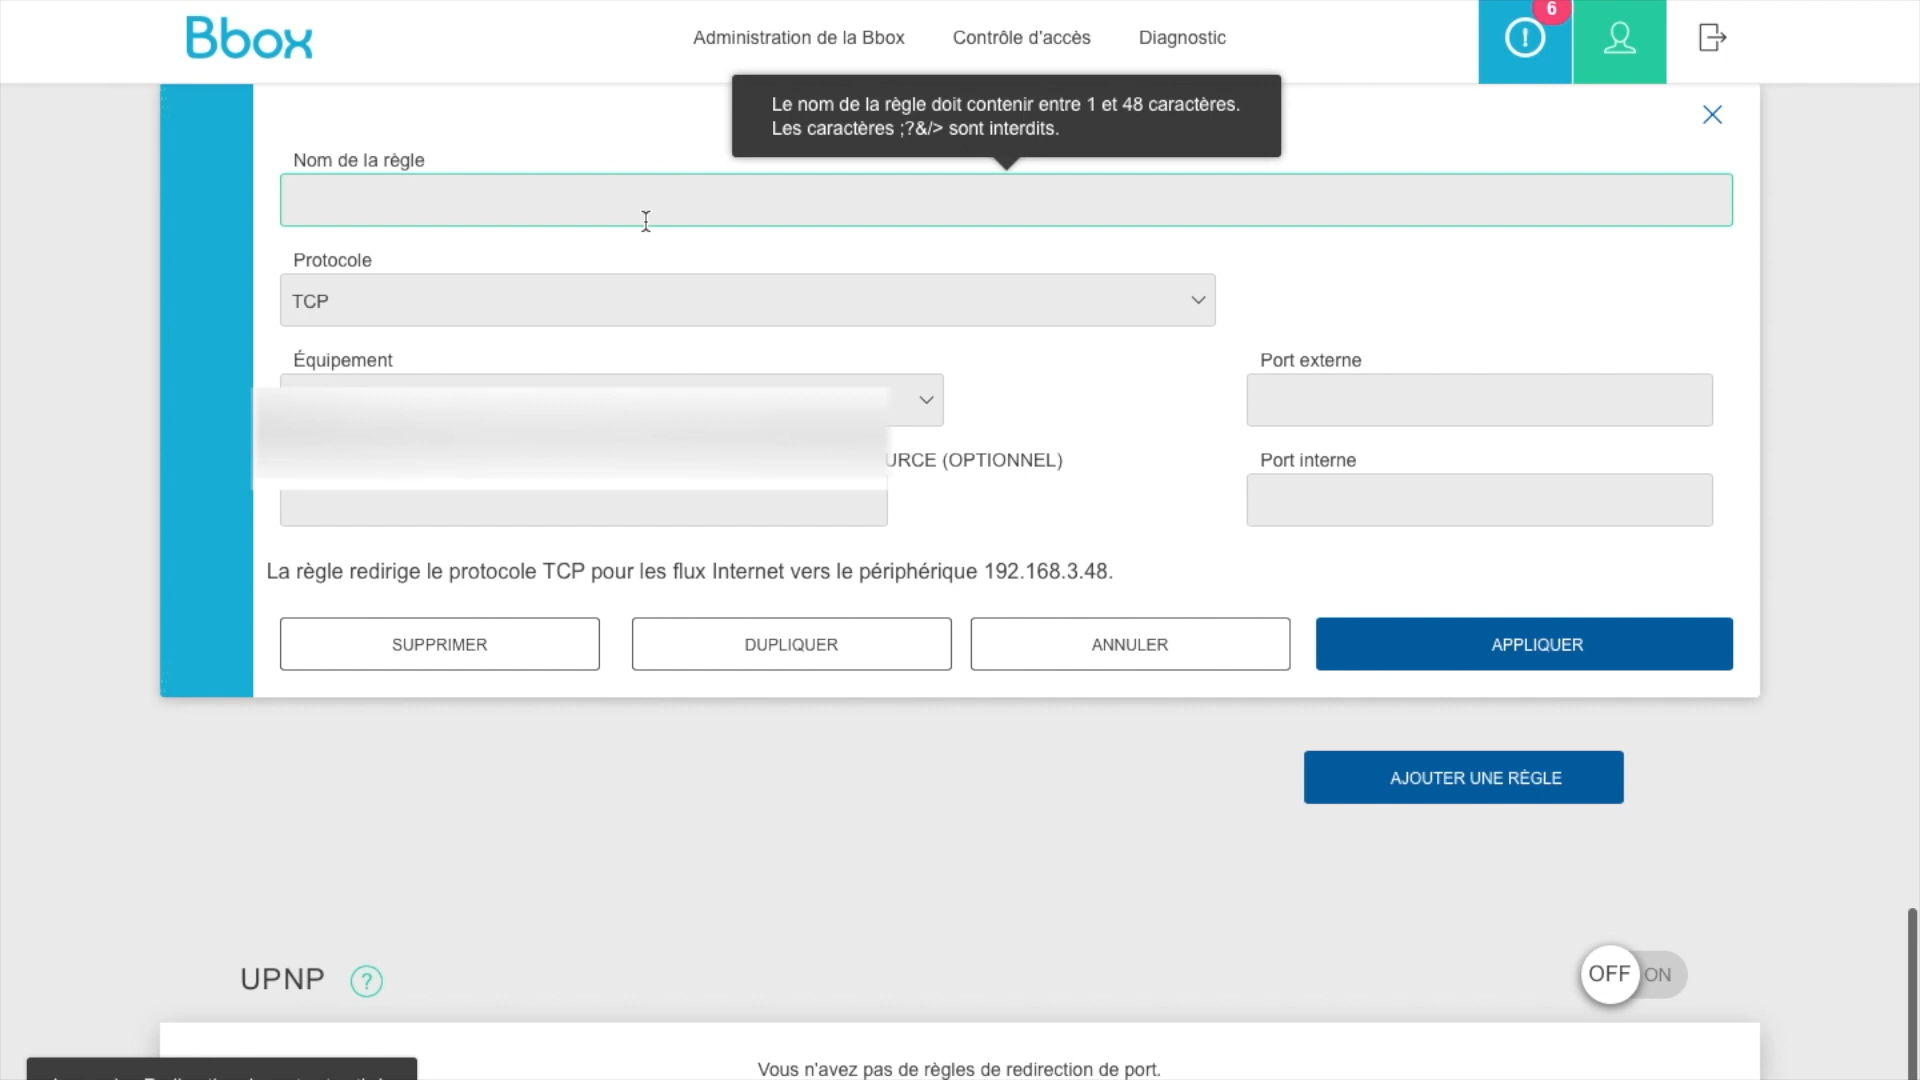 Bbox
Administration de la Bbox
Contrôle d'accès
Diagnostic
6
Le nom de la règle doit contenir entre 1 et 48 caractères.
Les caractères ;?&/> sont interdits.
Nom de la règle
Protocole
TCP
Équipement
Port externe
URCE (OPTIONNEL)
Port interne
La règle redirige le protocole TCP pour les flux Internet vers le périphérique 192.168.3.48.
SUPPRIMER
DUPLIQUER
ANNULER
APPLIQUER
AJOUTER UNE RÈGLE
UPNP
?
OFF
ON
Vous n'avez pas de règles de redirection de port.